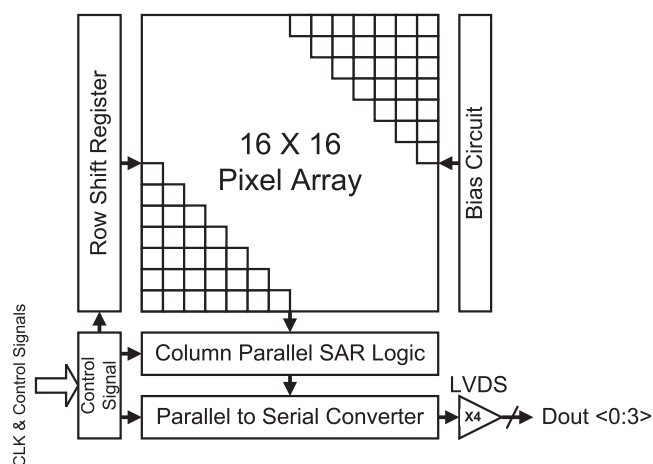 Row Shift Register
16 X 16
Pixel Array
Bias Circuit
CLK & Control Signals
Control
Signal
Column Parallel SAR Logic
Parallel to Serial Converter
LVDS
X4
Dout <0:3>